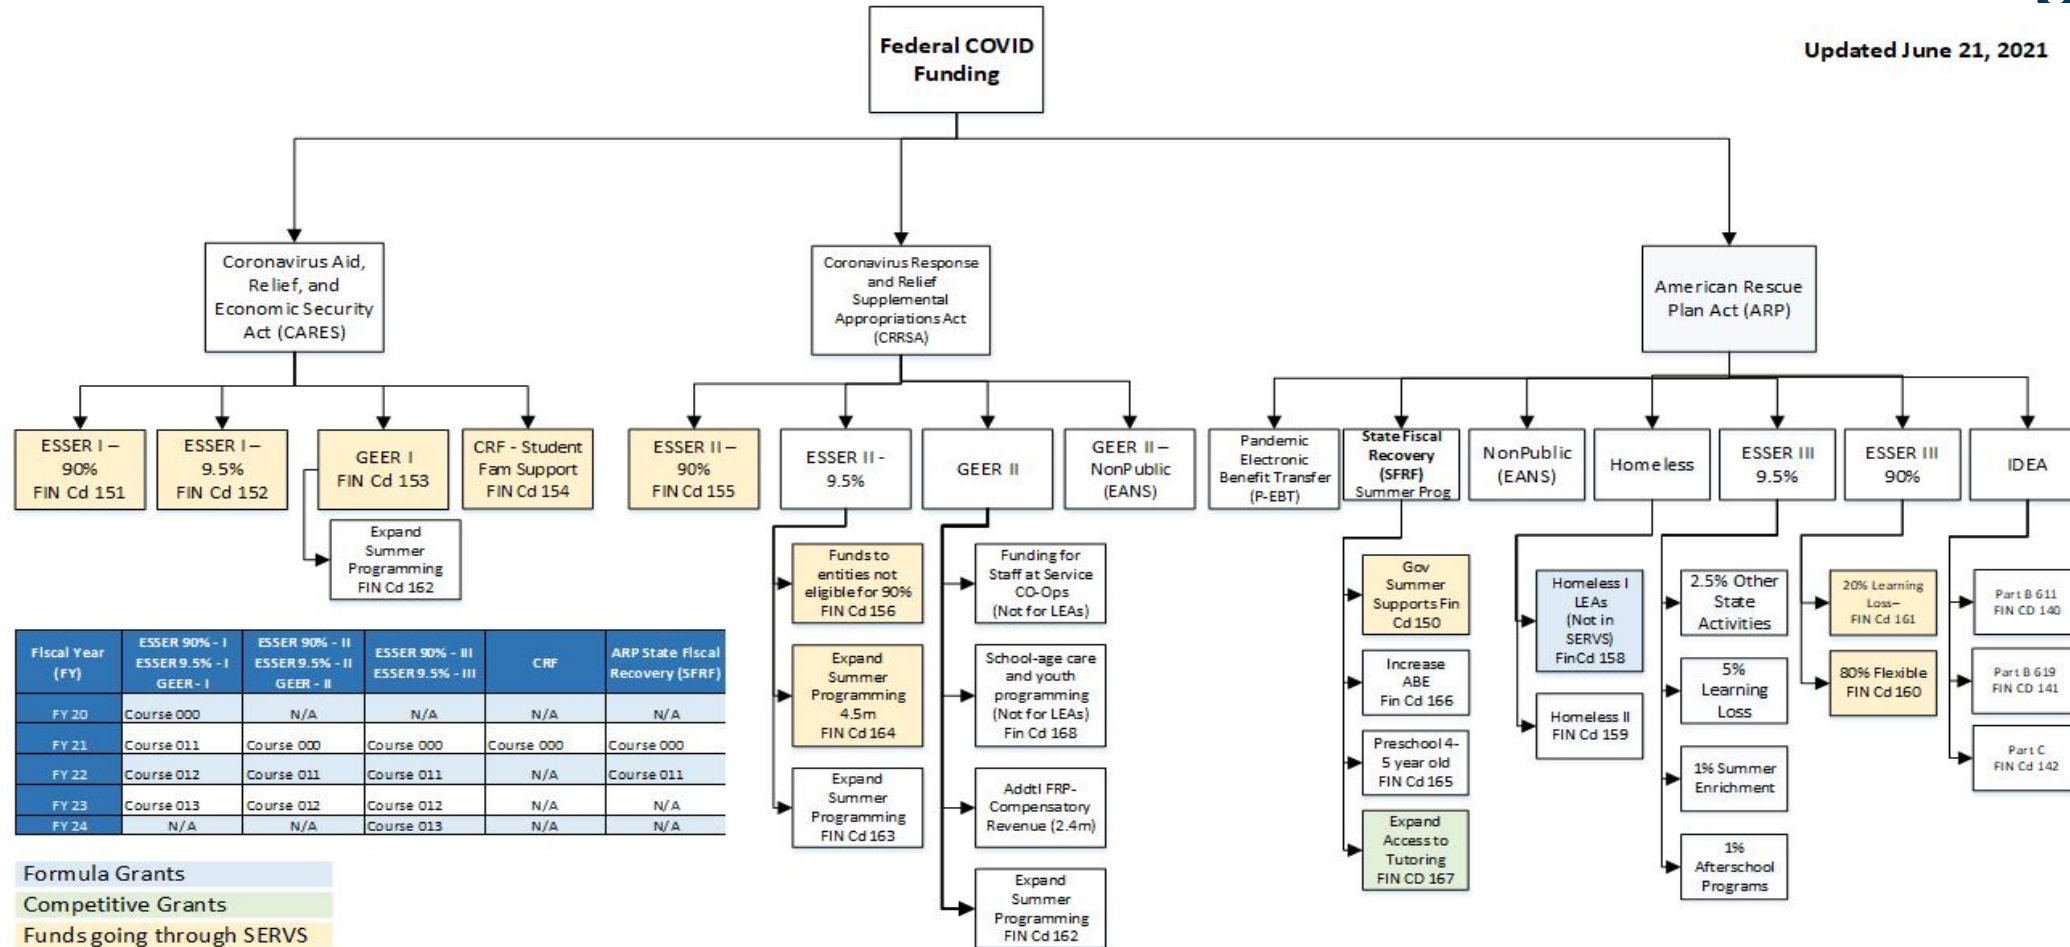 Federal COVID
Funding
Updated June 21, 2021
Coronavirus Aid,
Relief, and
Economic Security
Act (CARES)
Coronavirus Response
and Relief
Supplemental
Appropriations Act
(CRRSA)
American Rescue
Plan Act (ARP)
ESSER I –
90%
FIN Cd 151
ESSER I –
9.5%
FIN Cd 152
GEER I
FIN Cd 153
CRF - Student
Fam Support
FIN Cd 154
ESSER II –
90%
FIN Cd 155
ESSER II -
9.5%
GEER II
GEER II –
NonPublic
(EANS)
Pandemic
Electronic
Benefit Transfer
(P-EBT)
State Fiscal
Recovery
(SFRF)
Summer Prog
NonPublic
(EANS)
Homeless
ESSER III
9.5%
ESSER III
90%
IDEA
Expand
Summer
Programming
FIN Cd 162
Funds to
entities not
eligible for 90%
FIN Cd 156
Expand
Summer
Programming
4.5m
FIN Cd 164
Expand
Summer
Programming
FIN Cd 163
Funding for
Staff at Service
CO-Ops
(Not for LEAs)
School-age care
and youth
programming
(Not for LEAs)
Fin Cd 168
Addtl FRP-
Compensatory
Revenue (2.4m)
Expand
Summer
Programming
FIN Cd 162
Gov
Summer
Supports Fin
Cd 150
Increase
ABE
Fin Cd 166
Preschool 4-
5 year old
FIN Cd 165
Expand
Access to
Tutoring
FIN CD 167
Homeless I
LEAs
(Not in
SERVS)
FinCd 158
Homeless II
FIN Cd 159
2.5% Other
State
Activities
5%
Learning
Loss
1% Summer
Enrichment
1%
Afterschool
Programs
20% Learning
Loss–
FIN Cd 161
80% Flexible
FIN Cd 160
Part B 611
FIN CD 140
Part B 619
FIN CD 141
Part C
FIN Cd 142
Fiscal Year
(FY)
ESSER 90% - I
ESSER 9.5% - I
GEER - I
ESSER 90% - II
ESSER 9.5% - II
GEER - II
ESSER 90% - III
ESSER 9.5% - III
CRF
ARP State Fiscal
Recovery (SFRF)
FY 20 Course 000 N/A N/A N/A N/A
FY 21 Course 011 Course 000 Course 000 Course 000 Course 000
FY 22 Course 012 Course 011 Course 011 N/A Course 011
FY 23 Course 013 Course 012 Course 012 N/A N/A
FY 24 N/A N/A Course 013 N/A N/A
Formula Grants
Competitive Grants
Funds going through SERVS